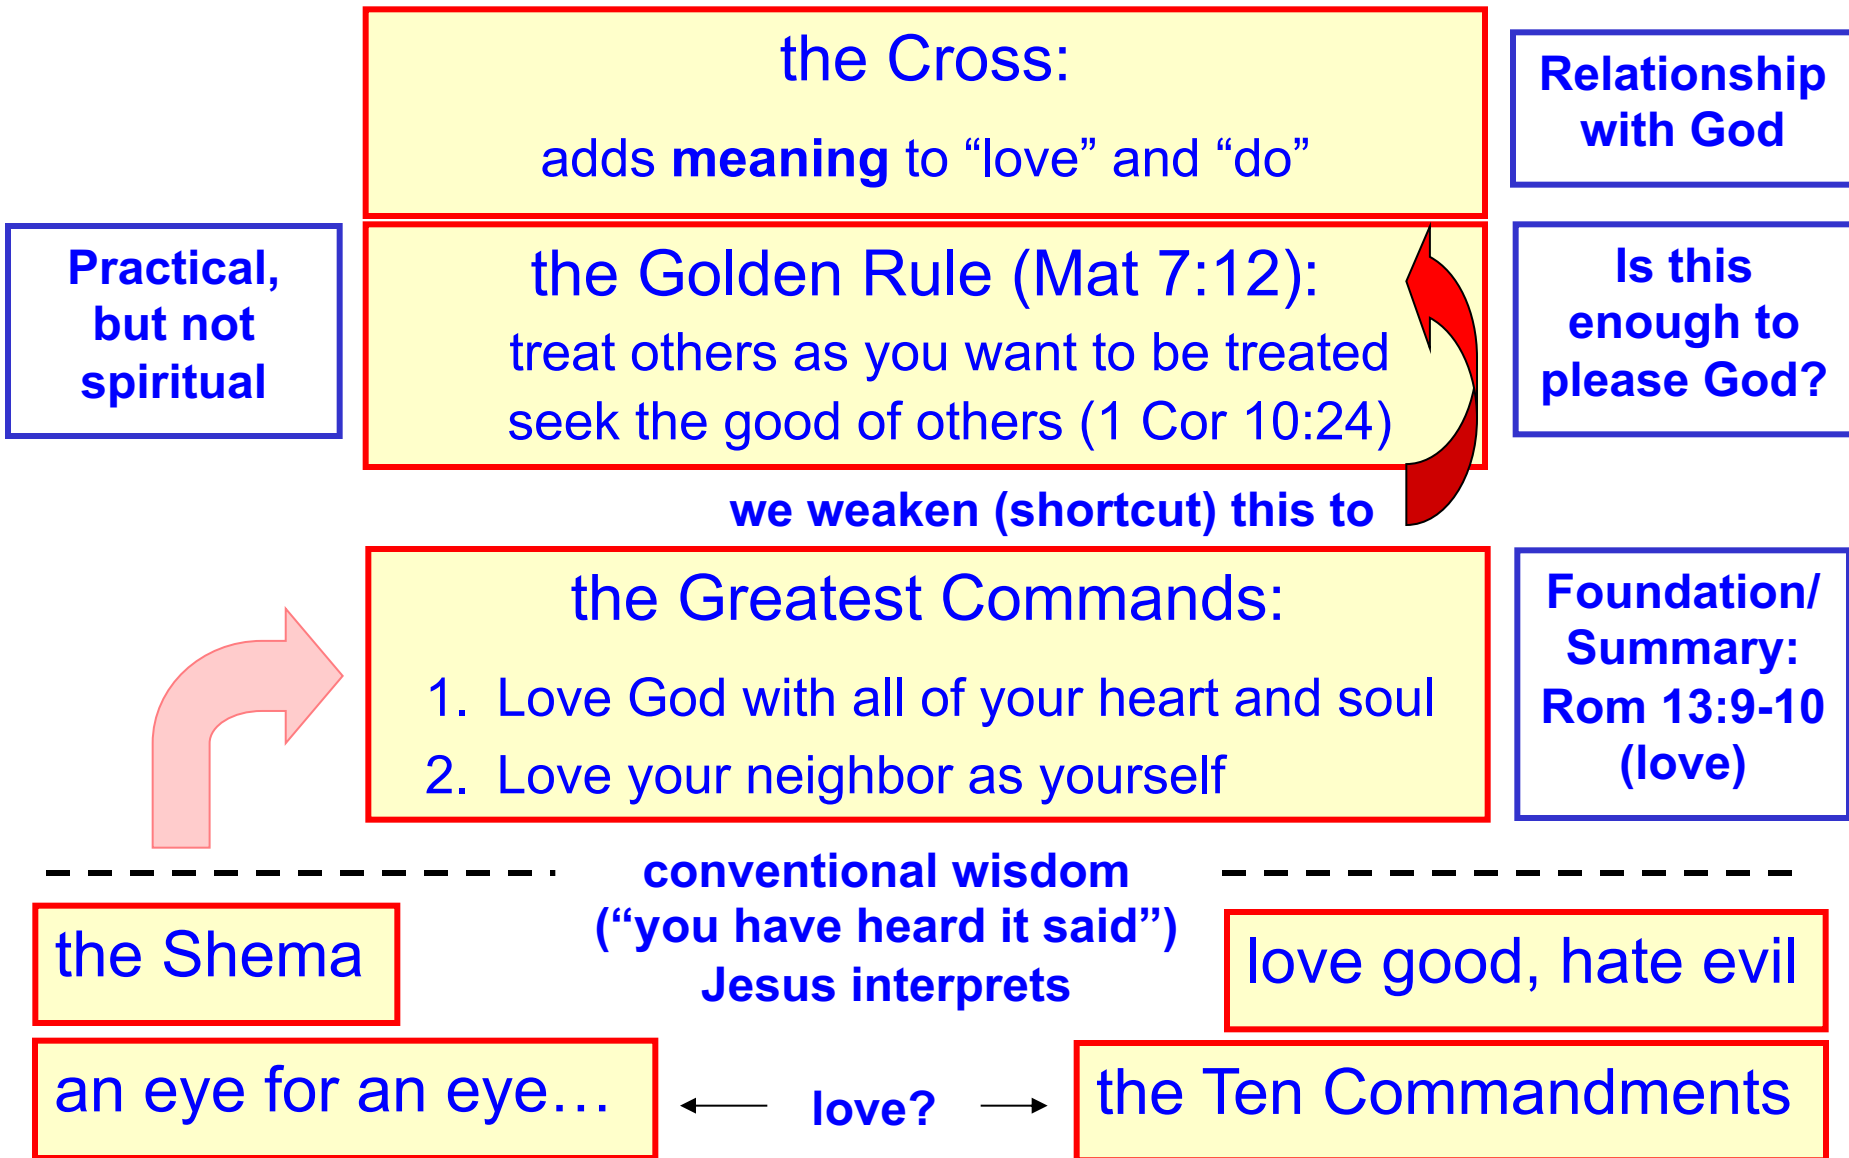 the Cross:
adds meaning to “love” and “do”
Relationship
with God
Practical,
but not
spiritual
the Golden Rule (Mat 7:12):
treat others as you want to be treated
seek the good of others (1 Cor 10:24)
Is this
enough to
please God?
we weaken (shortcut) this to
the Greatest Commands:
1. Love God with all of your heart and soul
2. Love your neighbor as yourself
Foundation/
Summary:
Rom 13:9-10
(love)
conventional wisdom
(“you have heard it said”)
Jesus interprets
the Shema
love good, hate evil
an eye for an eye…
love?
the Ten Commandments